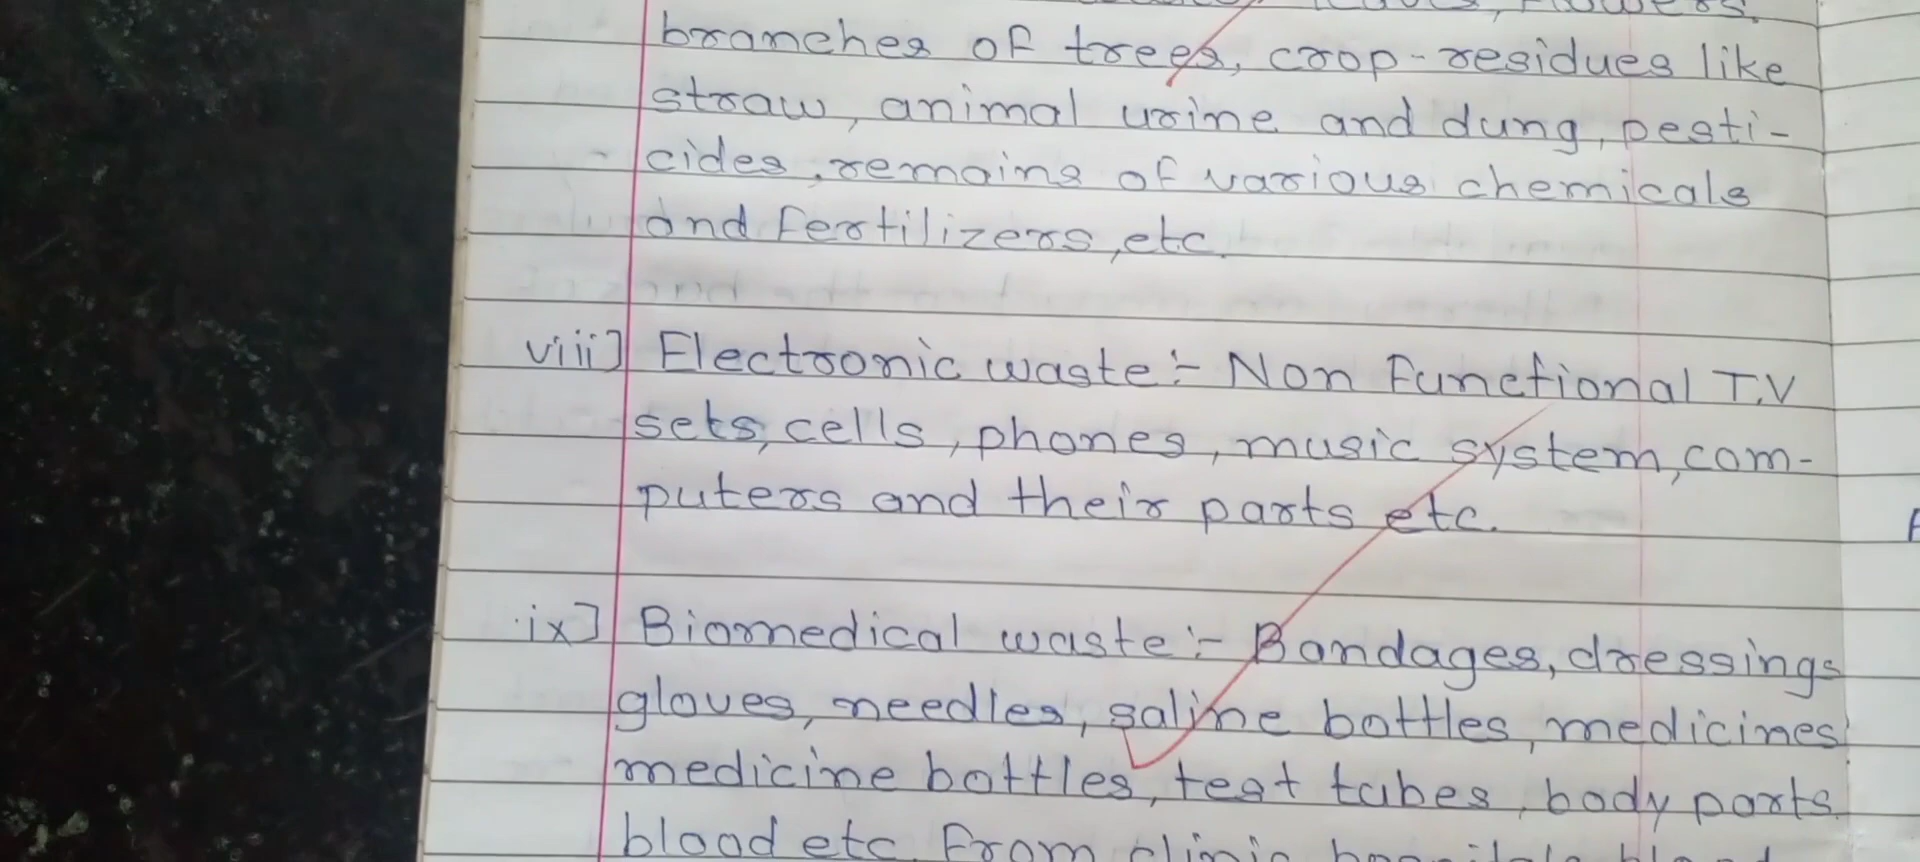 branches of trees, crop-residues like
straw, animal urine and dung, pesti-
cides, remains of various chemicals
and fertilizers, etc.
viii] Electronic waste :- Non Functional T.V
sets, cells, phones, music system, com-
puters and their parts etc.
ix] Biomedical waste :- Bandages, dressings
gloves, needles, saline bottles, medicines
medicine bottles, test tubes, body parts
blood etc. From clinic